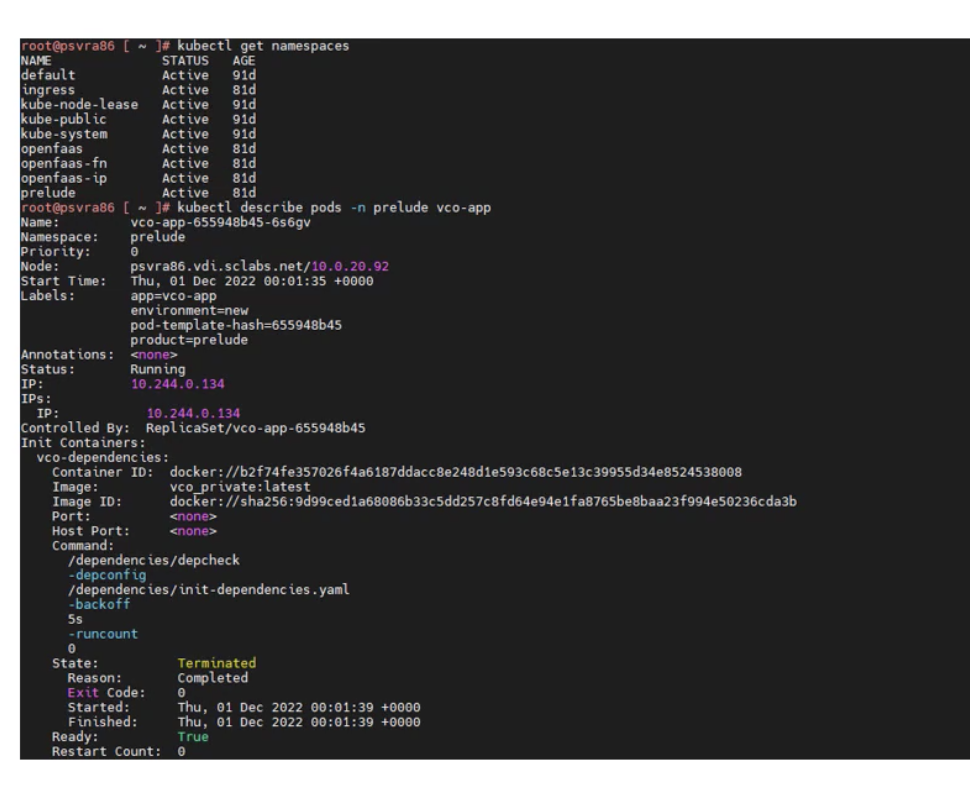 root@psvra86 [ ~ ]# kubectl get namespaces
NAME STATUS AGE
default Active 91d
ingress Active 81d
kube-node-lease Active 91d
kube-public Active 91d
kube-system Active 91d
openfaas Active 81d
openfaas-fn Active 81d
openfaas-ip Active 81d
prelude Active 81d
root@psvra86 [ ~ ]# kubectl describe pods -n prelude vco-app
Name: vco-app-655948b45-6s6gv
Namespace: prelude
Priority: 0
Node: psvra86.vdi.sclabs.net/10.0.20.92
Start Time: Thu, 01 Dec 2022 00:01:35 +0000
Labels: app=vco-app
environment=new
pod-template-hash=655948b45
product=prelude
Annotations: <none>
Status: Running
IP: 10.244.0.134
IPs:
IP: 10.244.0.134
Controlled By: ReplicaSet/vco-app-655948b45
Init Containers:
vco-dependencies:
Container ID: docker://b2f74fe357026f4a6187ddacc8e248d1e593c68c5e13c39955d34e8524538008
Image: vco_private:latest
Image ID: docker://sha256:9d99ced1a68086b33c5dd257c8fd64e94e1fa8765be8baa23f994e50236cda3b
Port: <none>
Host Port: <none>
Command:
/dependencies/depcheck
-depconfig
/dependencies/init-dependencies.yaml
-backoff
5s
-runcount
0
State: Terminated
Reason: Completed
Exit Code: 0
Started: Thu, 01 Dec 2022 00:01:39 +0000
Finished: Thu, 01 Dec 2022 00:01:39 +0000
Ready: True
Restart Count: 0